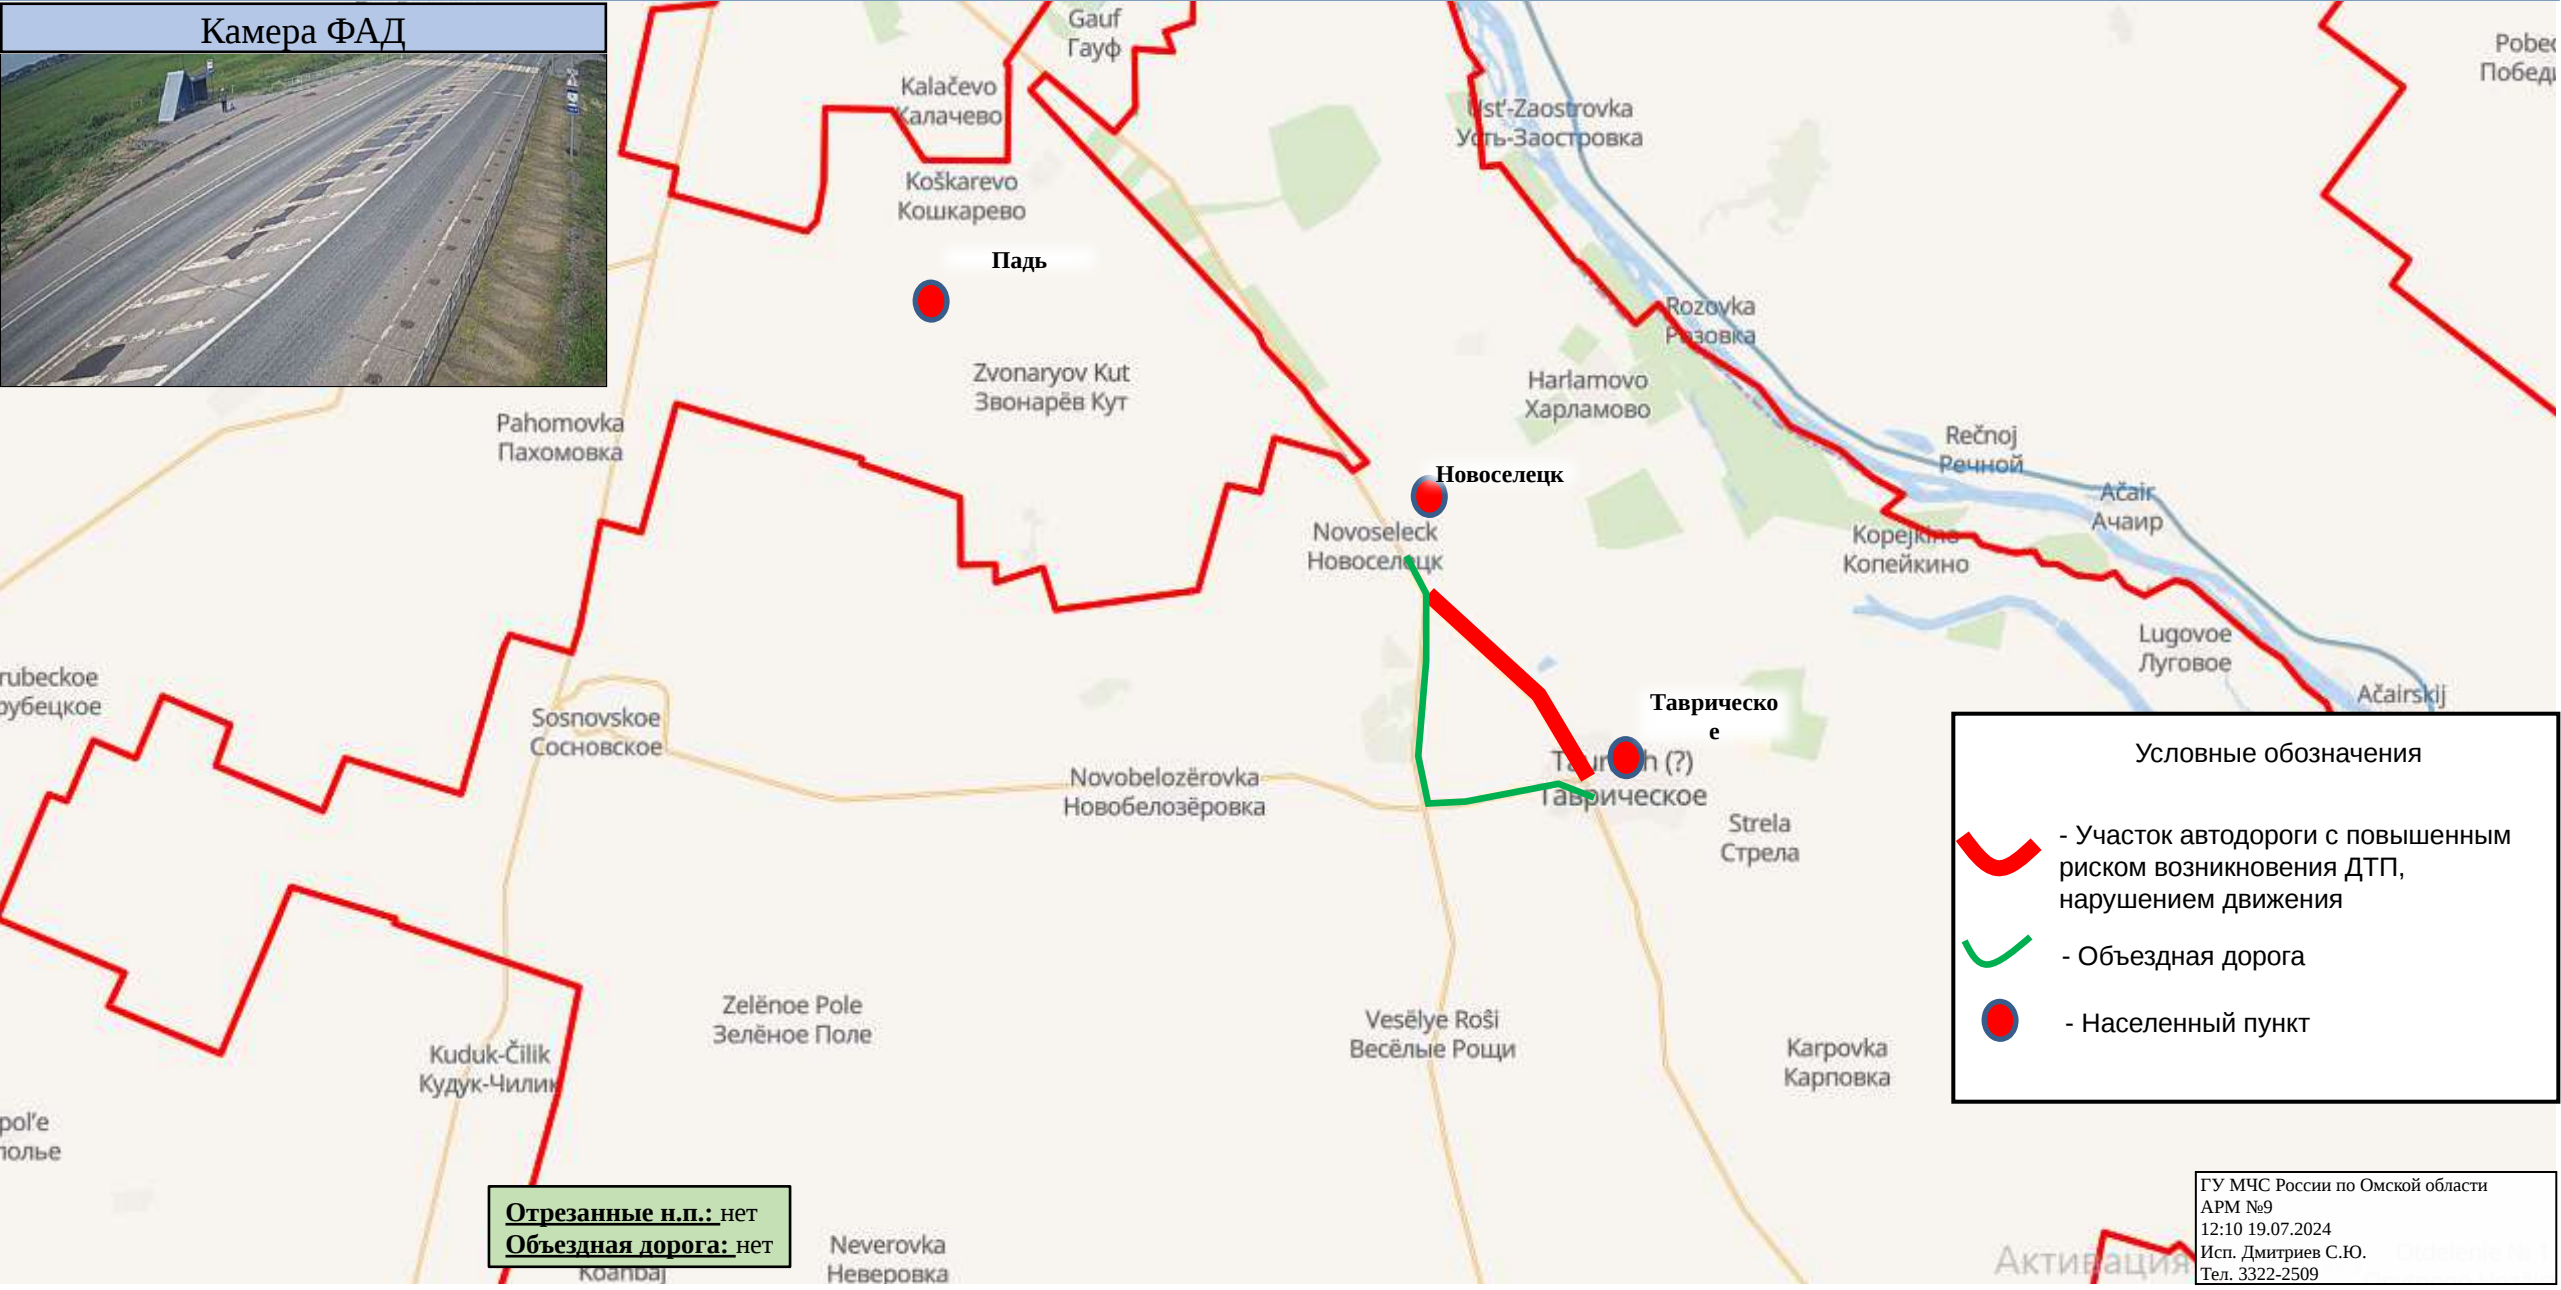 Камера ФАД
Gauf
Гауф
Kalačevo
Калачево
Koškarevo
Кошкарево
Падь
Zvonaryov Kut
Звонарёв Кут
Pahomovka
Пахомовка
Ust'-Zaostrovka
Усть-Заостровка
Rozovka
Розовка
Harlamovo
Харламово
Rečnoj
Речной
Ačair
Ачаир
Kopejkino
Копейкино
Lugovoe
Луговое
Ačairskij
Новоселецк
Novoseleck
Новоселецк
Таврическо
е
(?)
Таврическое
Strela
Стрела
rubeckoe
рубецкое
Sosnovskoe
Сосновское
Novobelozërovka
Новобелозёровка
Zelënoe Pole
Зелёное Поле
Vesëlye Roŝi
Весёлые Рощи
Karpovka
Карповка
Kuduk-Čilik
Кудук-Чилик
pol'e
полье
Neverovka
Неверовка
Условные обозначения
- Участок автодороги с повышенным
риском возникновения ДТП,
нарушением движения
- Объездная дорога
- Населенный пункт
Отрезанные н.п.: нет
Объездная дорога: нет
Активация
ГУ МЧС России по Омской области
АРМ №9
12:10 19.07.2024
Исп. Дмитриев С.Ю.
Тел. 3322-2509